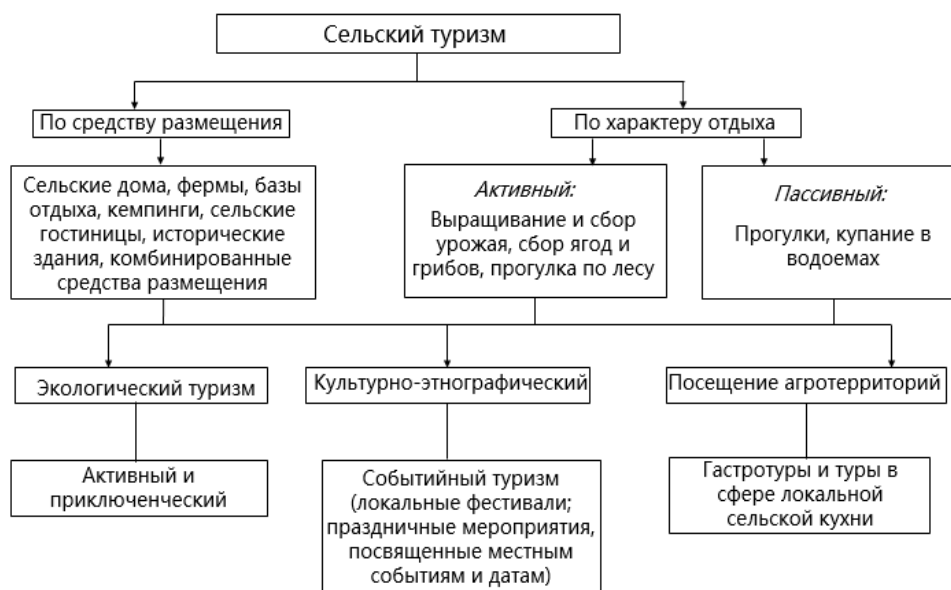 Сельский туризм
По средству размещения
По характеру отдыха
Сельские дома, фермы, базы
отдыха, кемпинги, сельские
гостиницы, исторические
здания, комбинированные
средства размещения
Активный:
Выращивание и сбор
урожая, сбор ягод и
грибов, прогулка по лесу
Пассивный:
Прогулки, купание в
водоемах
Экологический туризм
Культурно-этнографический
Посещение агротерриторий
Активный и
приключенческий
Событийный туризм
(локальные фестивали;
праздничные мероприятия,
посвященные местным
событиям и датам)
Гастротуры и туры в
сфере локальной
сельской кухни